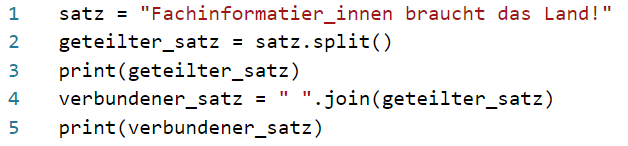 1 satz = "Fachinformatier_innen braucht das Land!"
2 geteilter_satz = satz.split()
3 print(geteilter_satz)
4 verbundener_satz = " ".join(geteilter_satz)
5 print(verbundener_satz)